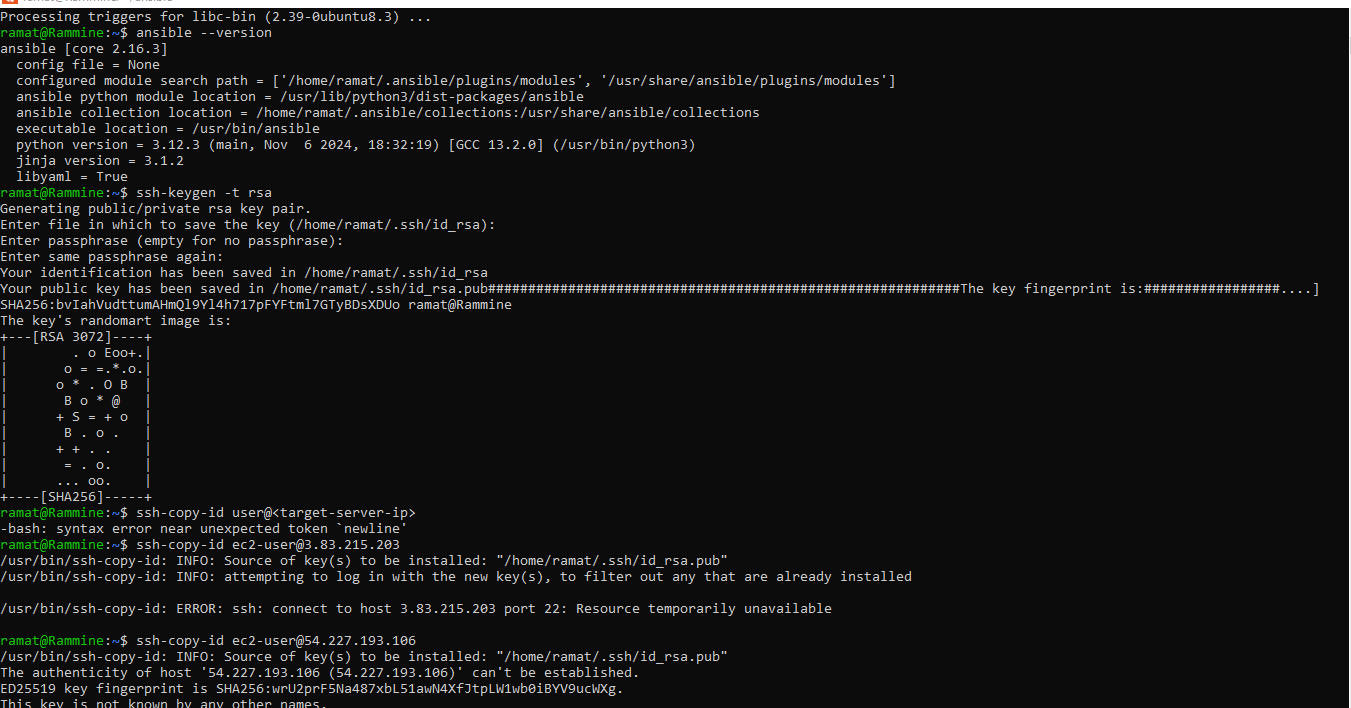 Processing triggers for libc-bin (2.39-0ubuntu8.3) ...
ramat@Rammine:~$ ansible --version
ansible [core 2.16.3]
  config file = None
  configured module search path = ['/home/ramat/.ansible/plugins/modules', '/usr/share/ansible/plugins/modules']
  ansible python module location = /usr/lib/python3/dist-packages/ansible
  ansible collection location = /home/ramat/.ansible/collections:/usr/share/ansible/collections
  executable location = /usr/bin/ansible
  python version = 3.12.3 (main, Nov  6 2024, 18:32:19) [GCC 13.2.0] (/usr/bin/python3)
  jinja version = 3.1.2
  libyaml = True
ramat@Rammine:~$ ssh-keygen -t rsa
Generating public/private rsa key pair.
Enter file in which to save the key (/home/ramat/.ssh/id_rsa):
Enter passphrase (empty for no passphrase):
Enter same passphrase again:
Your identification has been saved in /home/ramat/.ssh/id_rsa
Your public key has been saved in /home/ramat/.ssh/id_rsa.pub###########################################################The key fingerprint is:#################....]
SHA256:bvIahVudttumAHmQl9Yl4h717pFYFtml7GTyBDsXDUo ramat@Rammine
The key's randomart image is:
+---[RSA 3072]----+
|        . o Eoo+.|
|       o = =.*.o.|
|      o * . O B  |
|       B o * @   |
|      + S = + o  |
|       B . o .   |
|      + + . .    |
|       = . o.    |
|      ... oo.    |
+----[SHA256]-----+
ramat@Rammine:~$ ssh-copy-id user@<target-server-ip>
-bash: syntax error near unexpected token `newline'
ramat@Rammine:~$ ssh-copy-id ec2-user@3.83.215.203
/usr/bin/ssh-copy-id: INFO: Source of key(s) to be installed: "/home/ramat/.ssh/id_rsa.pub"
/usr/bin/ssh-copy-id: INFO: attempting to log in with the new key(s), to filter out any that are already installed
/usr/bin/ssh-copy-id: ERROR: ssh: connect to host 3.83.215.203 port 22: Resource temporarily unavailable
ramat@Rammine:~$ ssh-copy-id ec2-user@54.227.193.106
/usr/bin/ssh-copy-id: INFO: Source of key(s) to be installed: "/home/ramat/.ssh/id_rsa.pub"
The authenticity of host '54.227.193.106 (54.227.193.106)' can't be established.
ED25519 key fingerprint is SHA256:wrU2prF5Na487xbL51awN4XfJtpLW1wb0iBYV9ucWXg.
This key is not known by any other names.